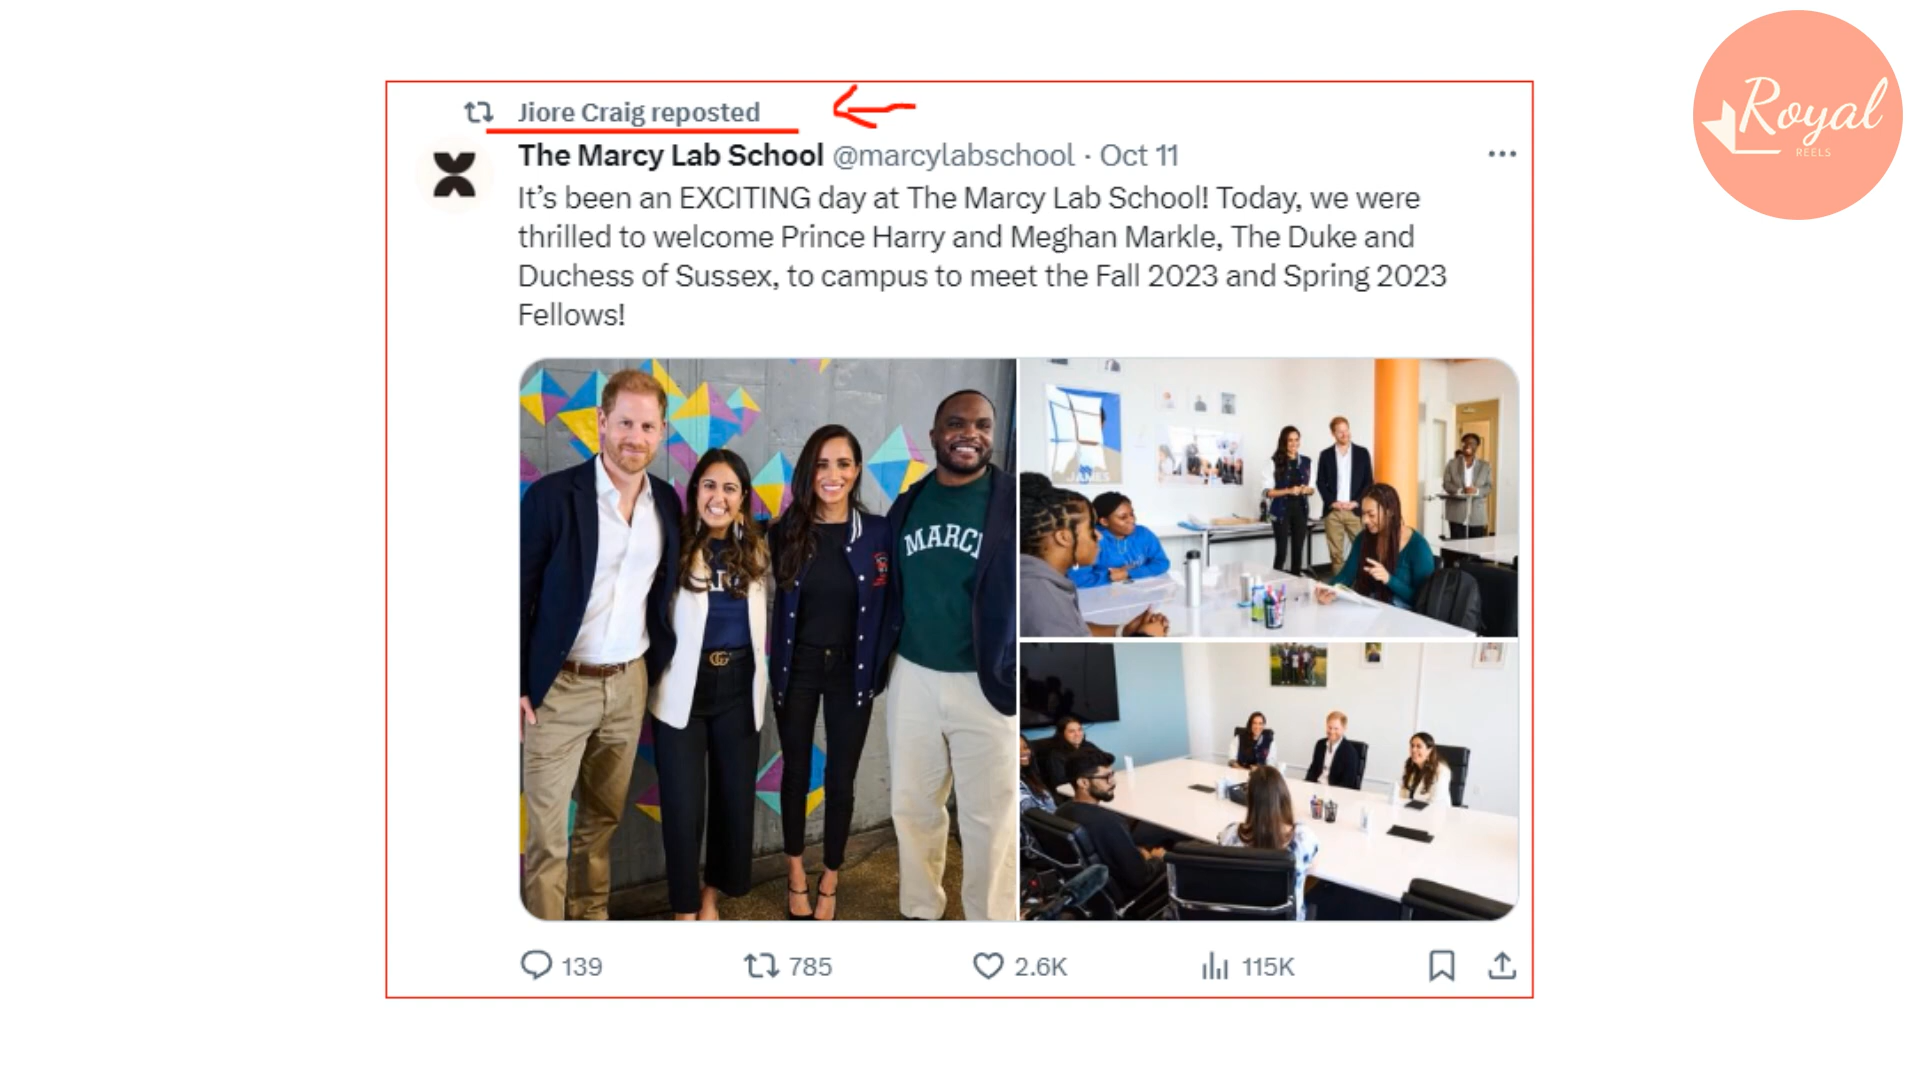 Jiore Craig reposted
The Marcy Lab School @marcylabschool · Oct 11
It’s been an EXCITING day at The Marcy Lab School! Today, we were
thrilled to welcome Prince Harry and Meghan Markle, The Duke and
Duchess of Sussex, to campus to meet the Fall 2023 and Spring 2023
Fellows!
MARC
JAMES
139 785 2.6K 115K
Royal
REELS